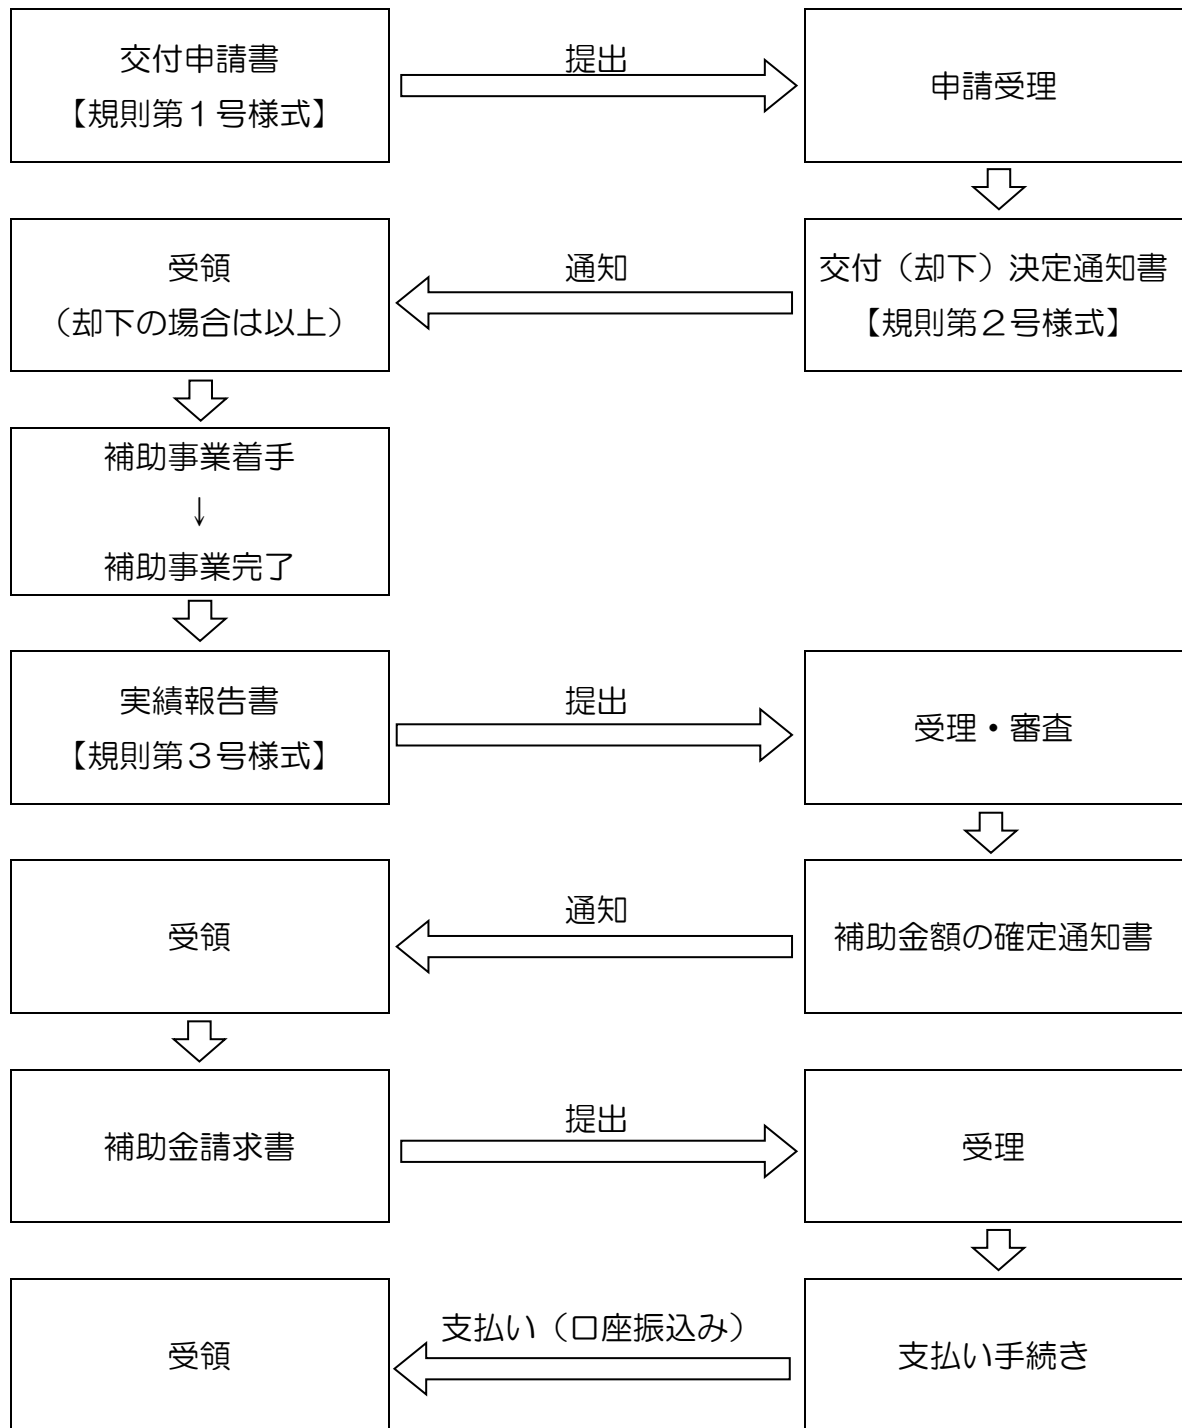 交付申請書
【規則第１号様式】
提出
申請受理
受領
（却下の場合は以上）
通知
交付（却下）決定通知書
【規則第２号様式】
補助事業着手
↓
補助事業完了
実績報告書
【規則第３号様式】
提出
受理・審査
受領
通知
補助金額の確定通知書
補助金請求書
提出
受理
受領
支払い（口座振込み）
支払い手続き